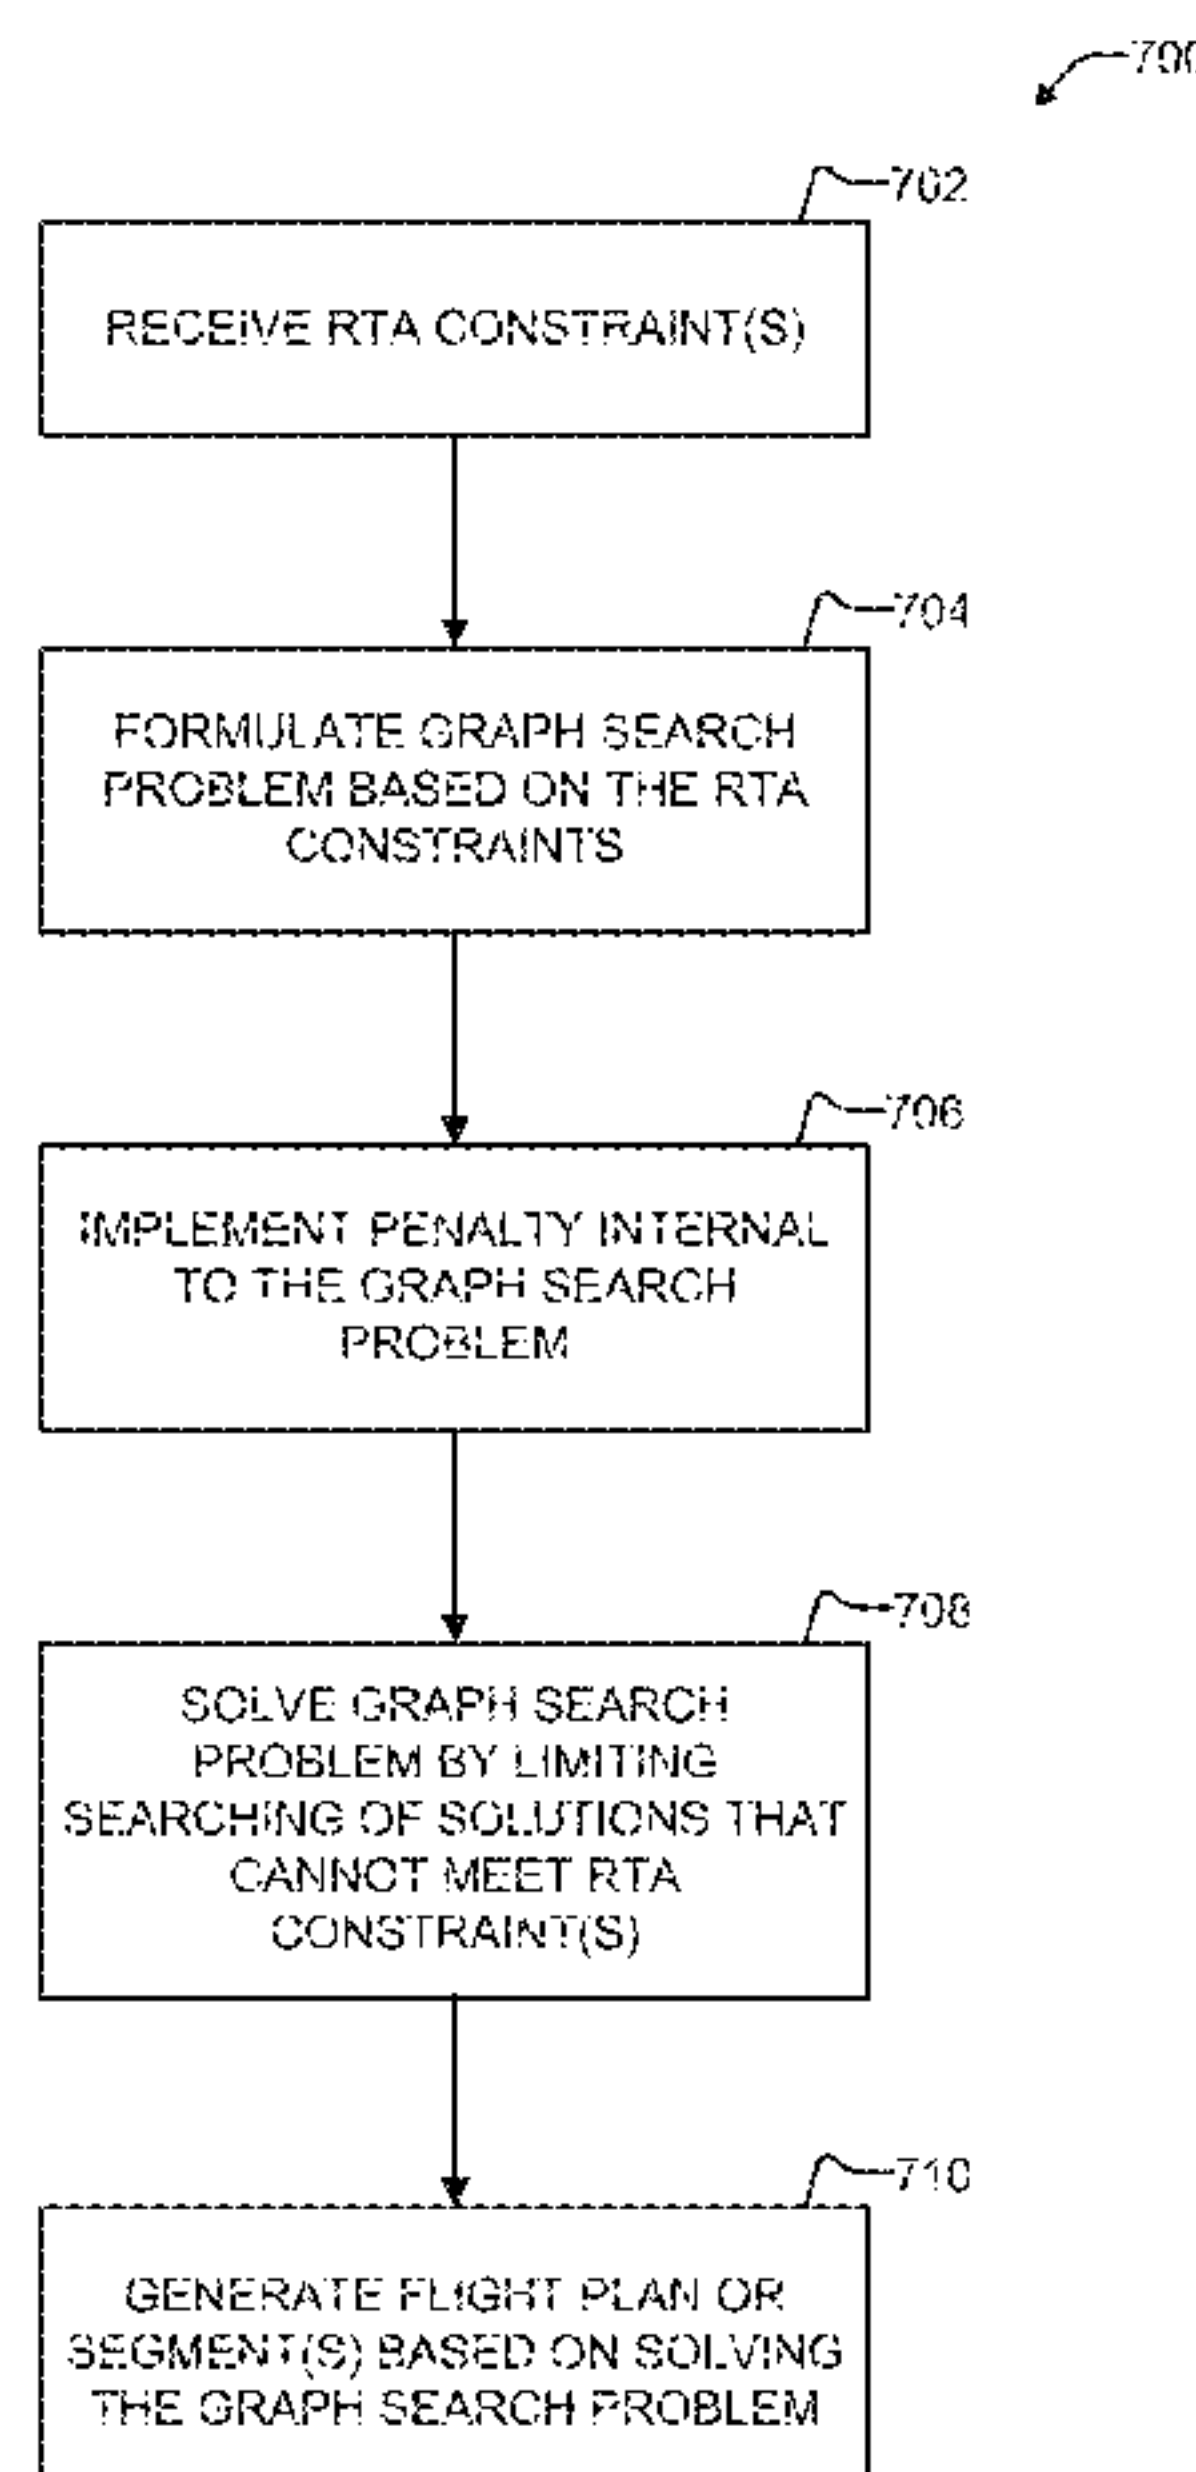 700
702
RECEIVE RTA CONSTRAINT(S)
704
FORMULATE GRAPH SEARCH
PROBLEM BASED ON THE RTA
CONSTRAINTS
706
IMPLEMENT PENALTY INTERNAL
TO THE GRAPH SEARCH
PROBLEM
708
SOLVE GRAPH SEARCH
PROBLEM BY LIMITING
SEARCHING OF SOLUTIONS THAT
CANNOT MEET RTA
CONSTRAINT(S)
710
GENERATE FLIGHT PLAN OR
SEGMENT(S) BASED ON SOLVING
THE GRAPH SEARCH PROBLEM